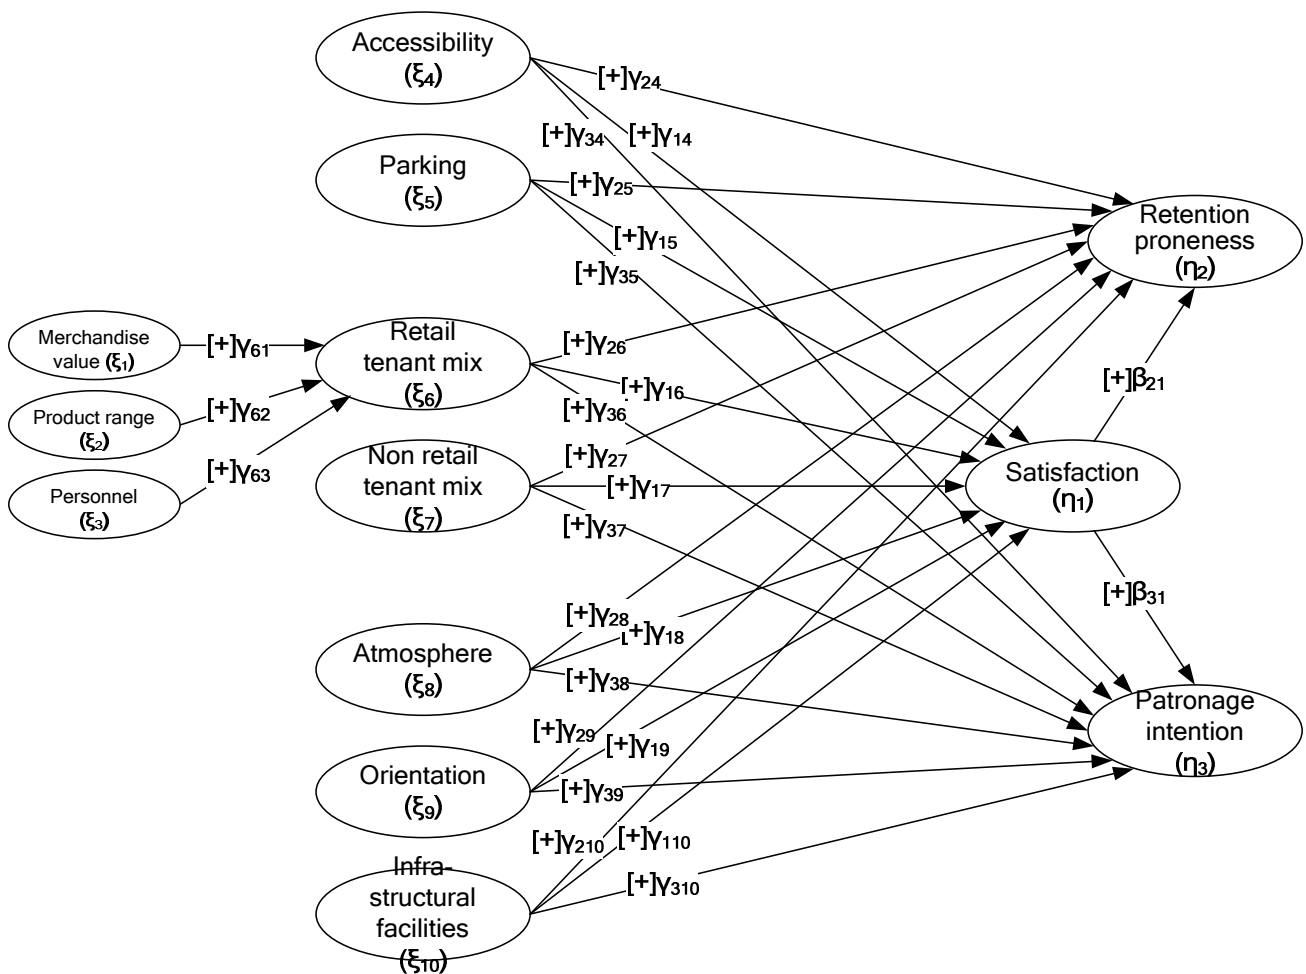 Accessibility
(ξ₄)
[+]γ₂₄
[+]γ₃₄
[+]γ₁₄
Parking
(ξ₅)
[+]γ₂₅
[+]γ₁₅
[+]γ₃₅
Retention
proneness
(η₂)
Merchandise
value (ξ₁)
[+]γ₆₁
Product range
(ξ₂)
[+]γ₆₂
Personnel
(ξ₃)
[+]γ₆₃
Retail
tenant mix
(ξ₆)
[+]γ₂₆
[+]γ₁₆
[+]γ₃₆
[+]β₂₁
Non retail
tenant mix
(ξ₇)
[+]γ₂₇
[+]γ₁₇
[+]γ₃₇
Satisfaction
(η₁)
[+]β₃₁
Atmosphere
(ξ₈)
[+]γ₂₈
[+]γ₁₈
[+]γ₃₈
Patronage
intention
(η₃)
Orientation
(ξ₉)
[+]γ₂₉
[+]γ₁₉
[+]γ₃₉
Infra-
structural
facilities
(ξ₁₀)
[+]γ₂₁₀
[+]γ₁₁₀
[+]γ₃₁₀